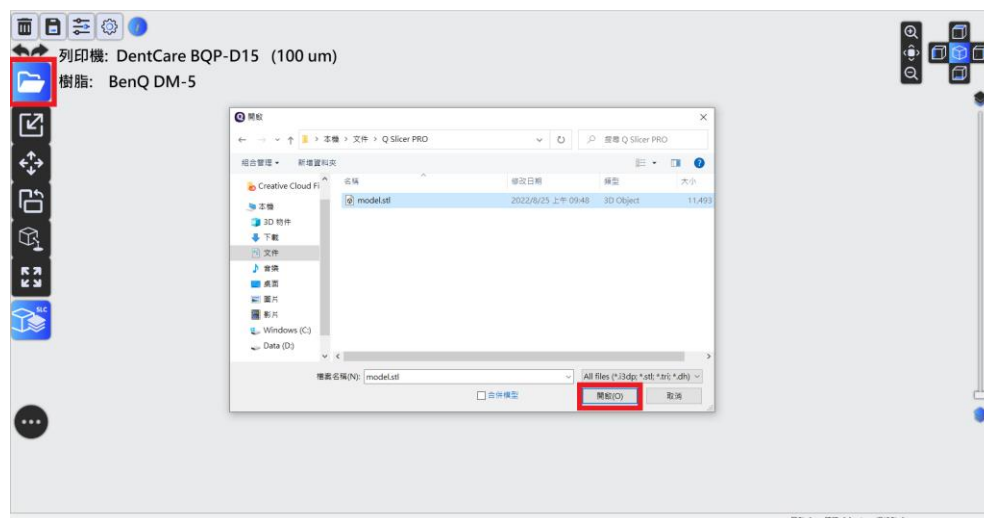 列印機: DentCare BQP-D15 (100 um)
樹脂: BenQ DM-5
開啟
本機 > 文件 > Q Slicer PRO
搜尋 Q Slicer PRO
組合管理 新增資料夾
名稱 修改日期 類型 大小
Creative Cloud Fi
model.stl 2022/8/25 上午 09:48 3D Object 11,493
本機
3D 物件
下載
文件
音樂
桌面
圖片
影片
Windows (C:)
Data (D:)
檔案名稱(N): model.stl All files (*.i3dp; *.stl; *.tri; *.dh)
合併模型 開啟(O) 取消
SLC